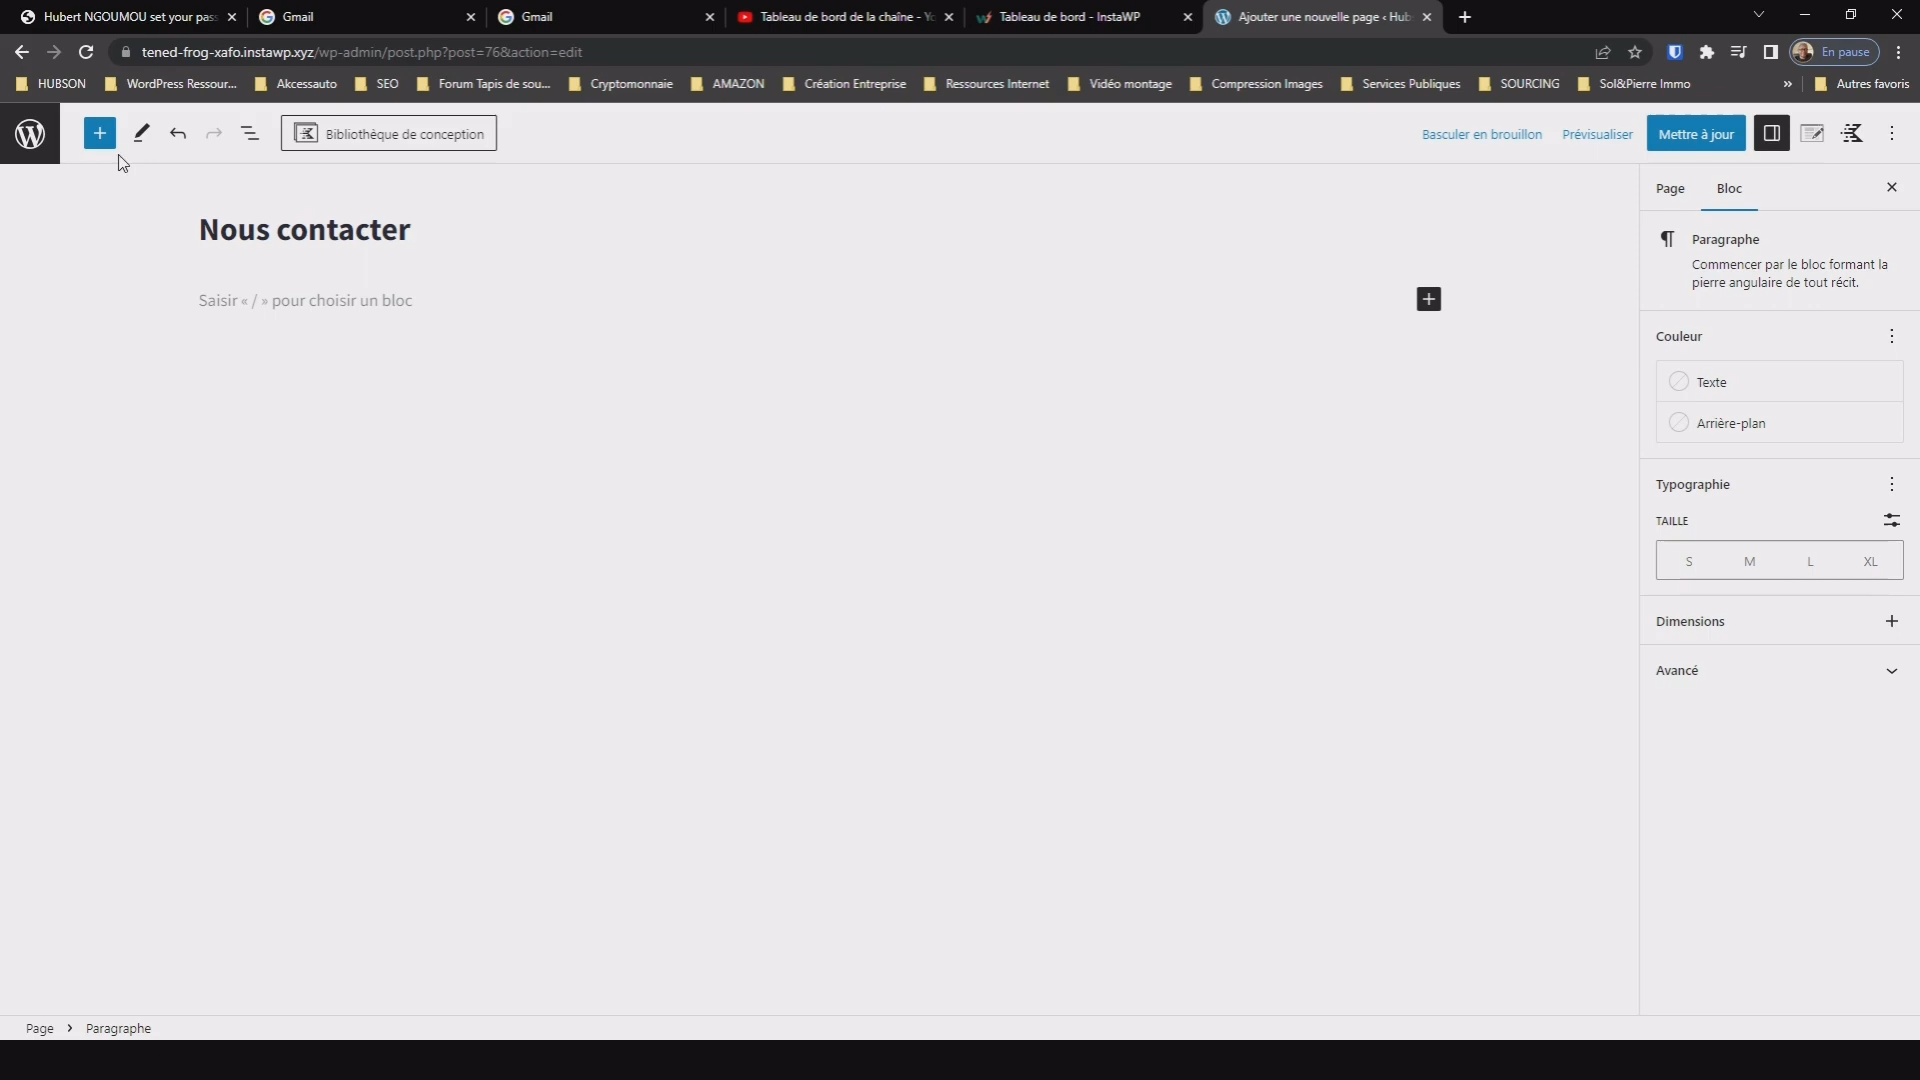 Hubert NGOUMOU set your pass
Gmail
Gmail
Tableau de bord de la chaîne - Yo
Tableau de bord - InstaWP
Ajouter une nouvelle page ‹ Hub
tened-frog-xafo.instawp.xyz/wp-admin/post.php?post=76&action=edit
En pause
HUBSON
WordPress Ressour...
Akcessauto
SEO
Forum Tapis de sou...
Cryptomonnaie
AMAZON
Création Entreprise
Ressources Internet
Vidéo montage
Compression Images
Services Publiques
SOURCING
Sol&Pierre Immo
»
Autres favoris
Bibliothèque de conception
Basculer en brouillon
Prévisualiser
Mettre à jour
Page
Bloc
Nous contacter
Saisir « / » pour choisir un bloc
Paragraphe
Commencer par le bloc formant la
pierre angulaire de tout récit.
Couleur
Texte
Arrière-plan
Typographie
TAILLE
S M L XL
Dimensions
Avancé
Page › Paragraphe